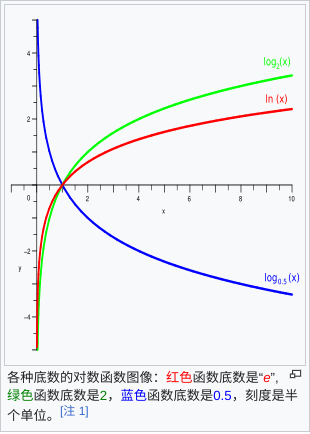 4
log₂(x)
ln (x)
2
0
2
4
6
8
10
x
−2
y
log₀.₅(x)
−4
各种底数的对数函数图像：红色函数底数是“e”，
绿色函数底数是2，蓝色函数底数是0.5，刻度是半
个单位。[注 1]